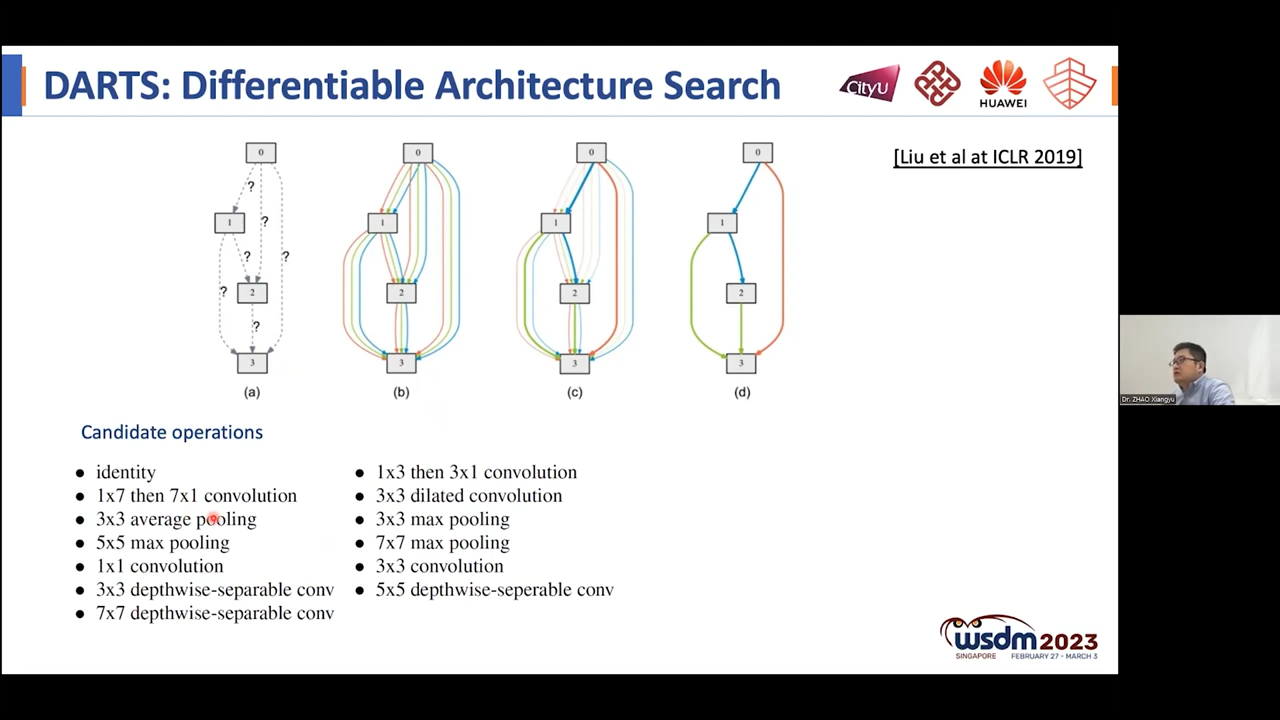 DARTS: Differentiable Architecture Search
CityU
HUAWEI
[Liu et al at ICLR 2019]
0
?
1
?
?
?
?
2
?
3
(a)
0
1
2
3
(b)
0
1
2
3
(c)
0
1
2
3
(d)
Candidate operations
● identity
● 1x7 then 7x1 convolution
● 3x3 average pooling
● 5x5 max pooling
● 1x1 convolution
● 3x3 depthwise-separable conv
● 7x7 depthwise-separable conv
● 1x3 then 3x1 convolution
● 3x3 dilated convolution
● 3x3 max pooling
● 7x7 max pooling
● 3x3 convolution
● 5x5 depthwise-seperable conv
wsdm 2023
SINGAPORE FEBRUARY 27 - MARCH 3
Dr. ZHAO Xiangyu